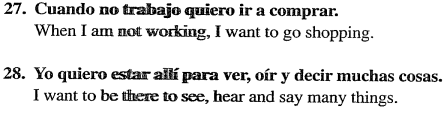 27. Cuando no trabajo quiero ir a comprar.
When I am not working, I want to go shopping.
28. Yo quiero estar allí para ver, oír y decir muchas cosas.
I want to be there to see, hear and say many things.